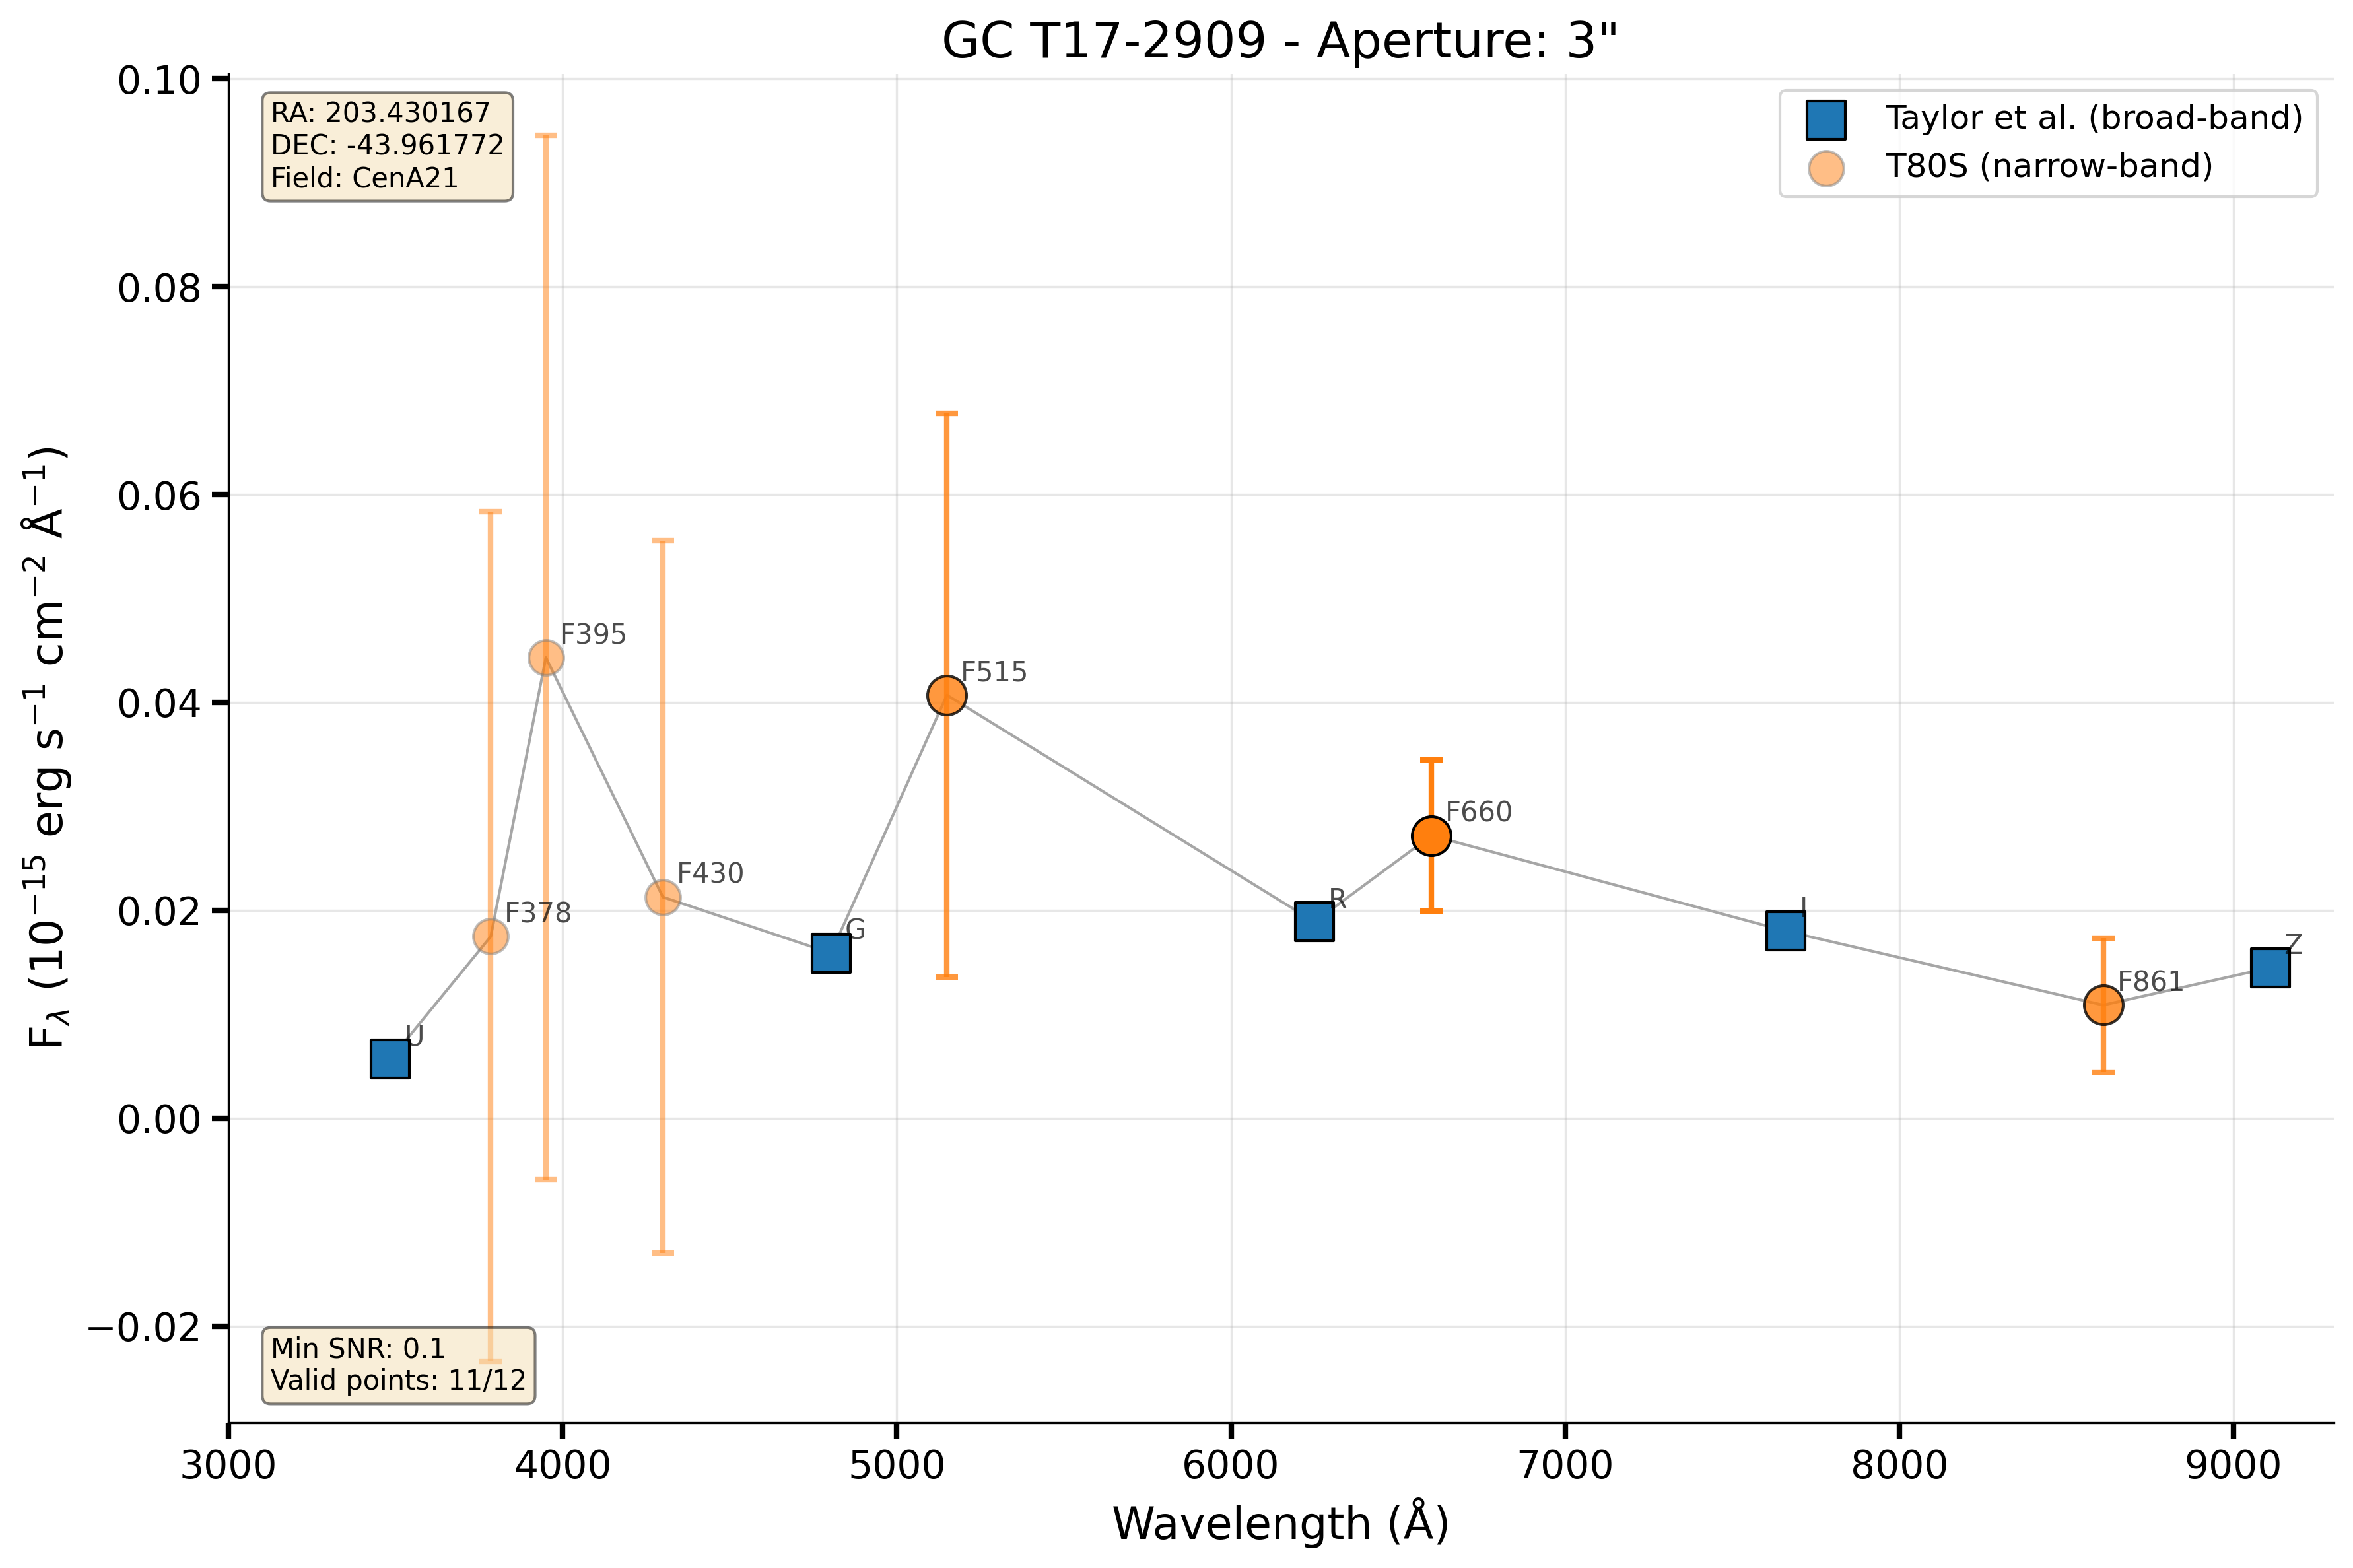 GC T17-2909 - Aperture: 3"
RA: 203.430167
DEC: -43.961772
Field: CenA21
Taylor et al. (broad-band)
T80S (narrow-band)
0.10
0.08
0.06
0.04
0.02
0.00
−0.02
F_λ (10⁻¹⁵ erg s⁻¹ cm⁻² Å⁻¹)
U
F378
F395
F430
G
F515
R
F660
I
F861
Z
Min SNR: 0.1
Valid points: 11/12
3000 4000 5000 6000 7000 8000 9000
Wavelength (Å)